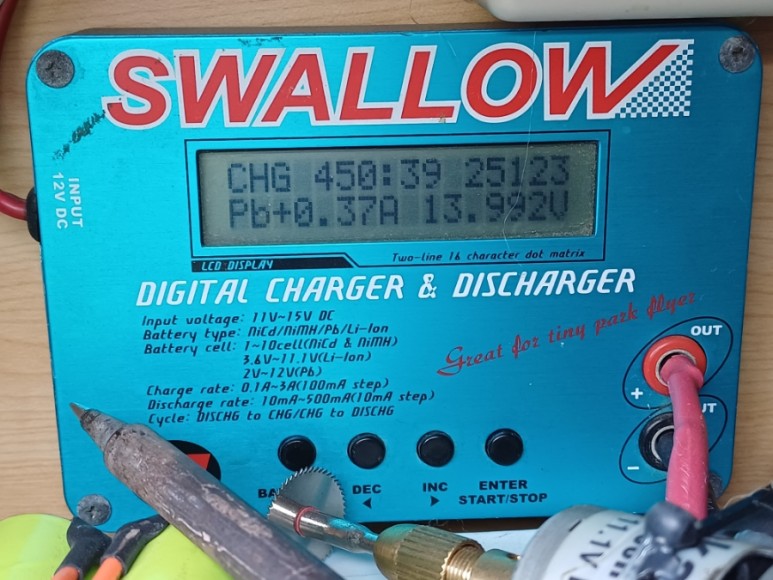 SWALLOW
INPUT
12V DC
CHG 450:39 25123
Pb+0.37A 13.992V
LCD DISPLAY
Two-line 16 character dot matrix
DIGITAL CHARGER & DISCHARGER
Input voltage: 11V~15V DC
Battery type: NiCd/NiMH/Pb/Li-Ion
Battery cell: 1~10cell(NiCd & NiMH)
3.6V~11.1V(Li-Ion)
2V~12V(Pb)
Charge rate: 0.1A~3A(100mA step)
Discharge rate: 10mA~500mA(10mA step)
Cycle: DISCHG to CHG/CHG to DISCHG
Great for tiny park flyer
OUT
+
−
DEC
INC
ENTER
START/STOP
11.1V